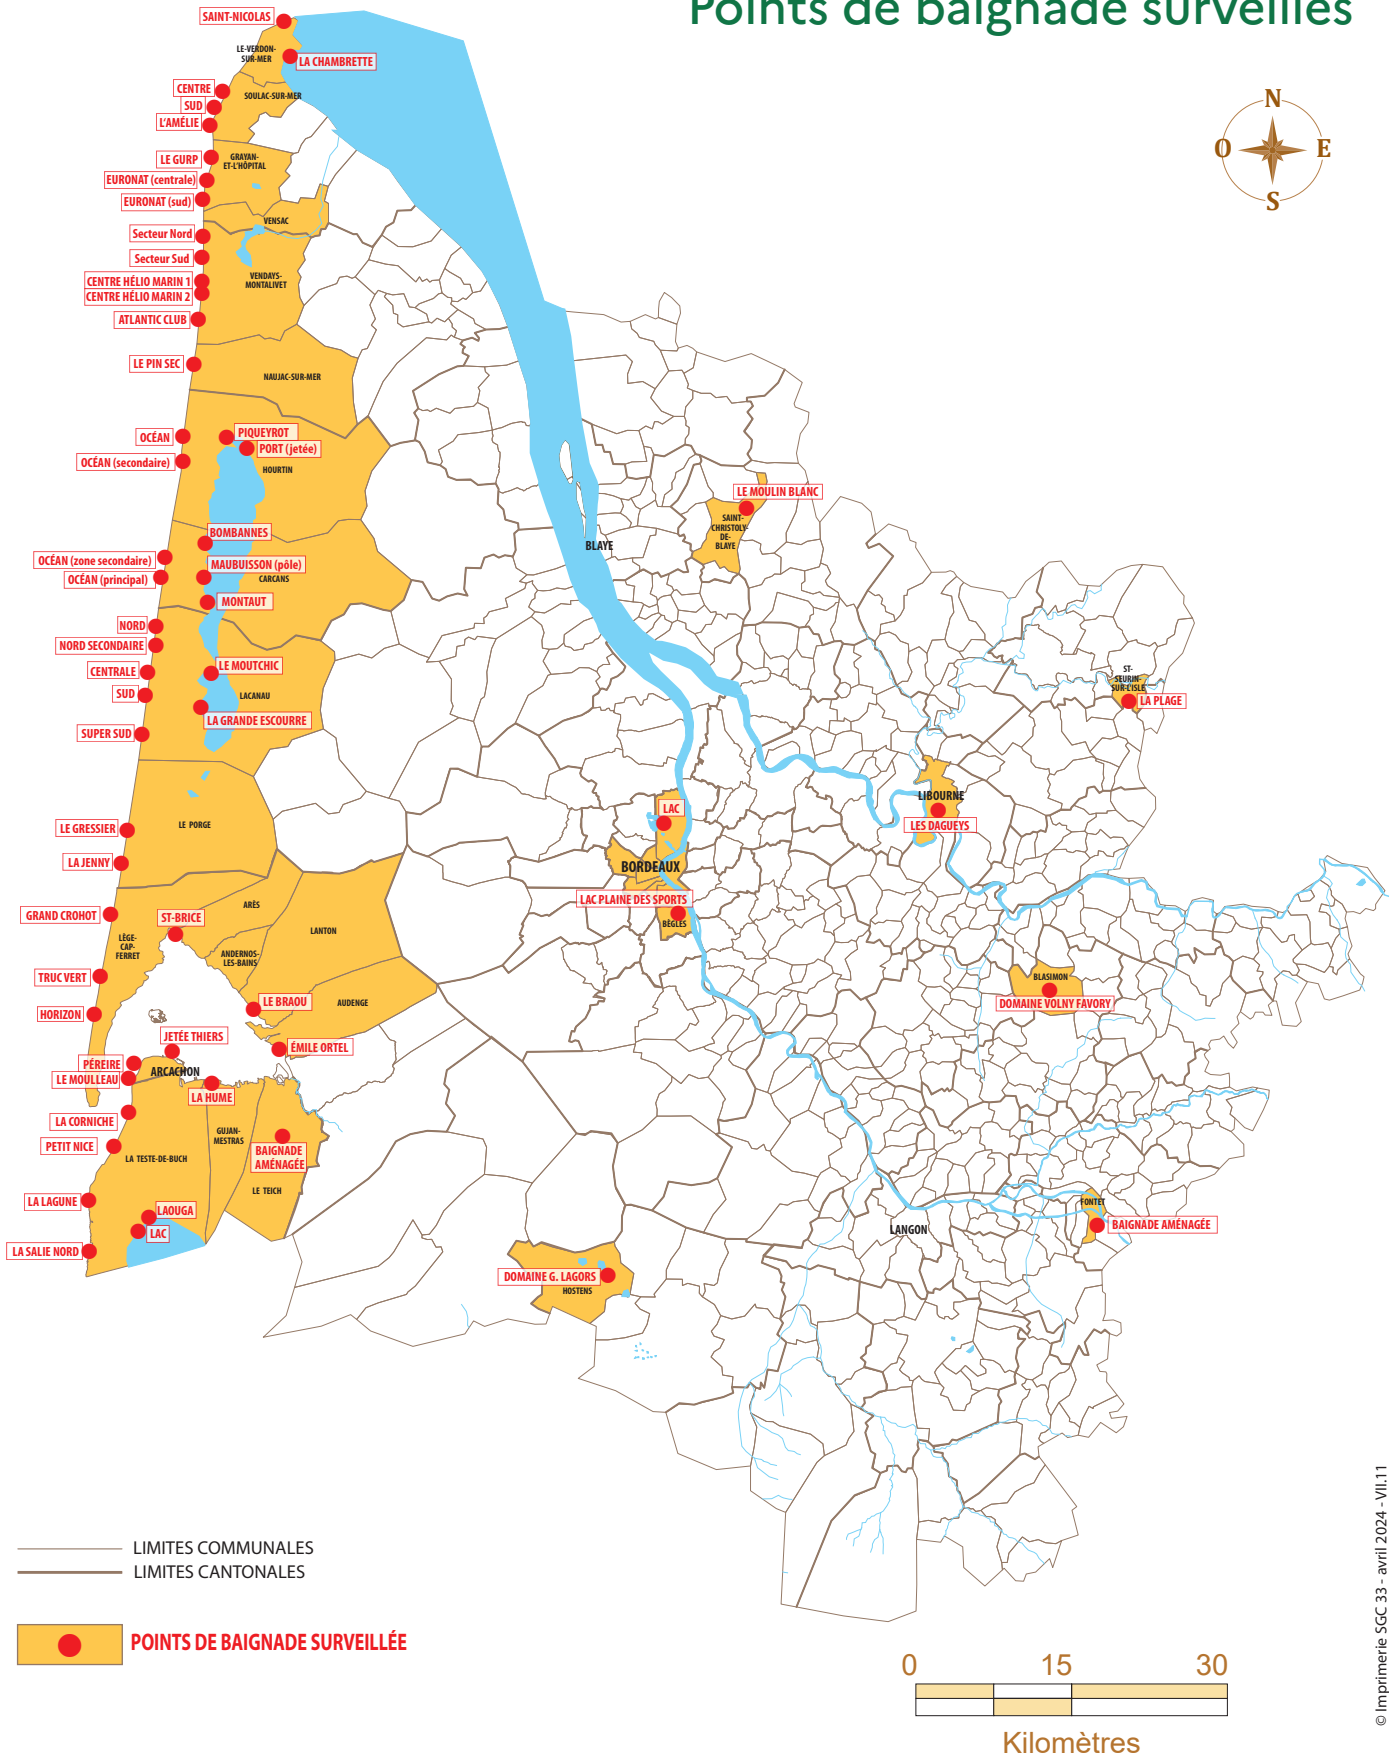 Points de baignade surveillés
SAINT-NICOLAS
LE-VERDON-
SUR-MER
LA CHAMBRETTE
CENTRE
SOULAC-SUR-MER
SUD
L'AMÉLIE
N
O
E
S
LE GURP
GRAYAN-
ET-L'HÔPITAL
EURONAT (centrale)
EURONAT (sud)
VENSAC
Secteur Nord
Secteur Sud
CENTRE HÉLIO MARIN 1
CENTRE HÉLIO MARIN 2
VENDAYS-
MONTALIVET
ATLANTIC CLUB
LE PIN SEC
NAUJAC-SUR-MER
OCÉAN
PIQUEYROT
PORT (jetée)
OCÉAN (secondaire)
HOURTIN
LE MOULIN BLANC
SAINT-
CHRISTOLY-
DE-
BLAYE
BLAYE
BOMBANNES
OCÉAN (zone secondaire)
MAUBUISSON (pôle)
OCÉAN (principal)
CARCANS
MONTAUT
NORD
NORD SECONDAIRE
CENTRALE
LE MOUTCHIC
SUD
LACANAU
LA GRANDE ESCOURRE
SUPER SUD
ST-
SEURIN-
SUR-L'ISLE
LA PLAGE
LE PORGE
LE GRESSIER
LA JENNY
LIBOURNE
LES DAGUEYS
LAC
BORDEAUX
LAC PLAINE DES SPORTS
BÈGLES
GRAND CROHOT
ST-BRICE
ARÈS
LANTON
LÈGE-
CAP-
FERRET
ANDERNOS-
LES-BAINS
TRUC VERT
LE BRAOU
AUDENGE
HORIZON
BLASIMON
DOMAINE VOLNY FAVORY
JETÉE THIERS
ÉMILE ORTEL
PÉREIRE
LE MOULLEAU
ARCACHON
LA HUME
LA CORNICHE
PETIT NICE
GUJAN-
MESTRAS
BAIGNADE
AMÉNAGÉE
LA TESTE-DE-BUCH
LE TEICH
LA LAGUNE
LAOUGA
LAC
LA SALIE NORD
FONTET
BAIGNADE AMÉNAGÉE
LANGON
DOMAINE G. LAGORS
HOSTENS
LIMITES COMMUNALES
LIMITES CANTONALES
POINTS DE BAIGNADE SURVEILLÉE
0 15 30
Kilomètres
© Imprimerie SGC 33 - avril 2024 - VII.11